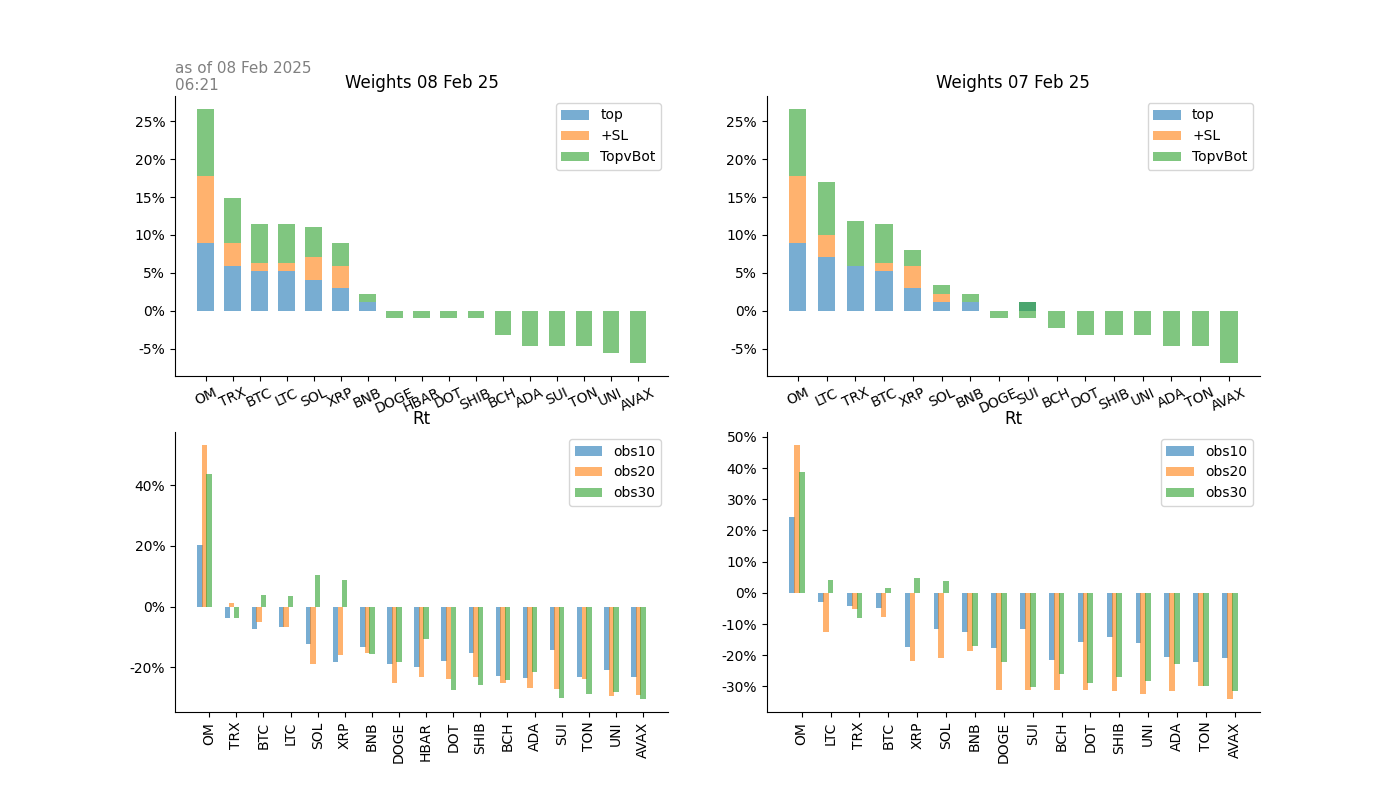 as of 08 Feb 2025
06:21
Weights 08 Feb 25
25%
20%
15%
10%
5%
0%
-5%
top
+SL
TopvBot
OM TRX BTC LTC SOL XRP BNB DOGE HBAR DOT SHIB BCH ADA SUI TON UNI AVAX
Weights 07 Feb 25
25%
20%
15%
10%
5%
0%
-5%
top
+SL
TopvBot
OM LTC TRX BTC XRP SOL BNB DOGE SUI BCH DOT SHIB UNI ADA TON AVAX
Rt
40%
20%
0%
-20%
obs10
obs20
obs30
OM TRX BTC LTC SOL XRP BNB DOGE HBAR DOT SHIB BCH ADA SUI TON UNI AVAX
Rt
50%
40%
30%
20%
10%
0%
-10%
-20%
-30%
obs10
obs20
obs30
OM LTC TRX BTC XRP SOL BNB DOGE SUI BCH DOT SHIB UNI ADA TON AVAX